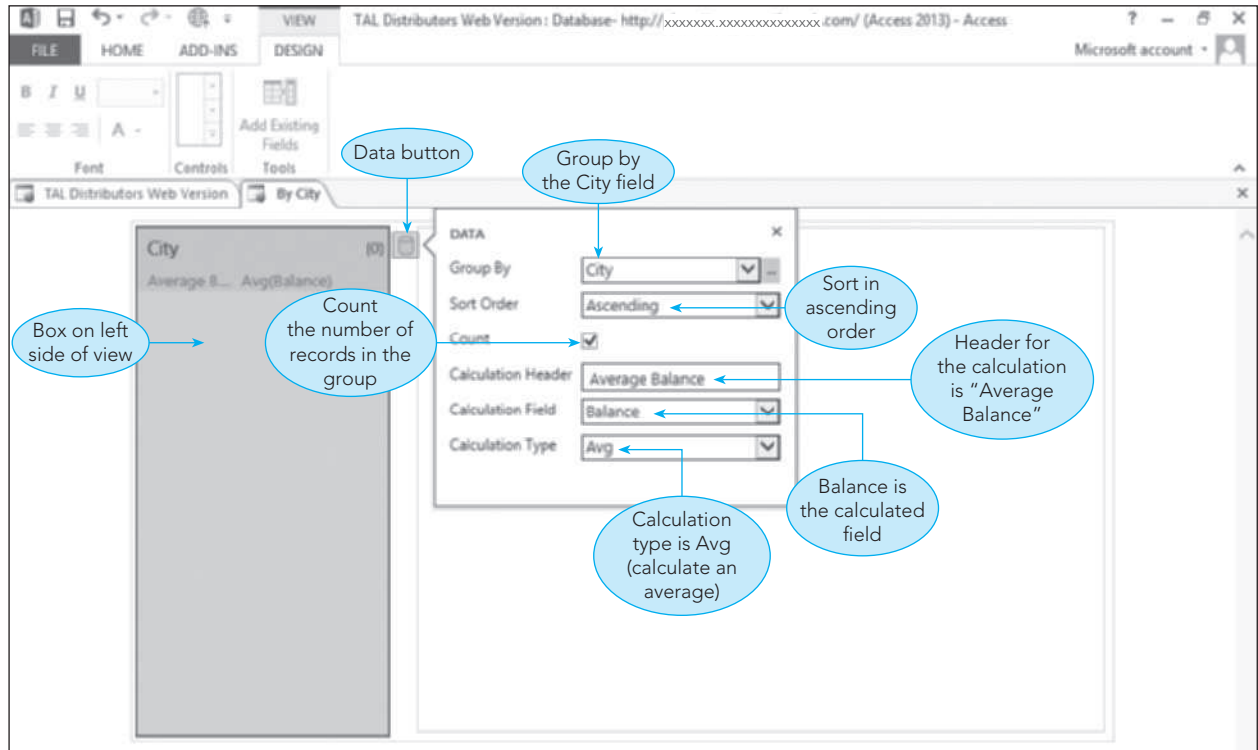 VIEW
TAL Distributors Web Version : Database- http://xxxxxxx.xxxxxxxxxxxxxx.com/ (Access 2013) - Access
?
FILE
HOME
ADD-INS
DESIGN
Microsoft account
B I U
A
Add Existing
Fields
Font
Controls
Tools
Data button
Group by
the City field
TAL Distributors Web Version
By City
City
(0)
Average B... Avg(Balance)
DATA
Group By
City
...
Sort Order
Ascending
Sort in
ascending
order
Box on left
side of view
Count
the number of
records in the
group
Count
Calculation Header
Average Balance
Header for
the calculation
is “Average
Balance”
Calculation Field
Balance
Calculation Type
Avg
Balance is
the calculated
field
Calculation
type is Avg
(calculate an
average)